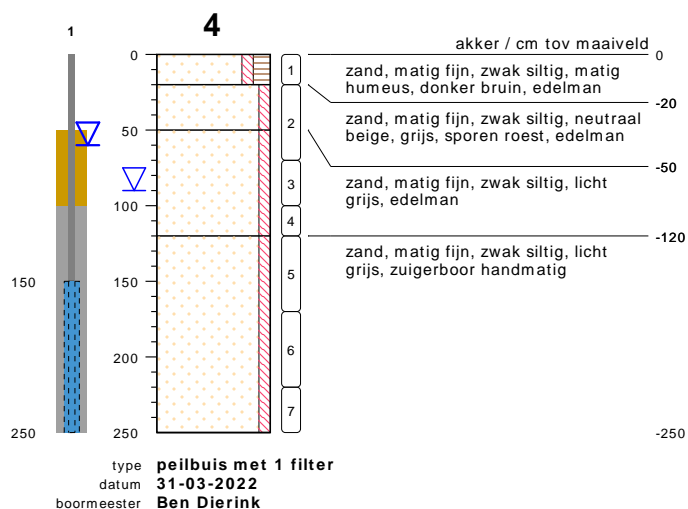 4
1
akker / cm tov maaiveld
0
0
1
zand, matig fijn, zwak siltig, matig
humeus, donker bruin, edelman
-20
2
zand, matig fijn, zwak siltig, neutraal
beige, grijs, sporen roest, edelman
50
-50
3
zand, matig fijn, zwak siltig, licht
grijs, edelman
100
4
-120
zand, matig fijn, zwak siltig, licht
grijs, zuigerboor handmatig
5
150
150
200
6
7
250
250
-250
type peilbuis met 1 filter
datum 31-03-2022
boormeester Ben Dierink